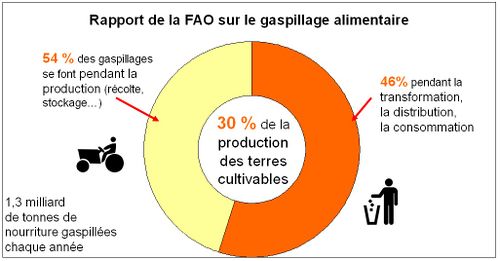 Rapport de la FAO sur le gaspillage alimentaire
54 % des gaspillages
se font pendant la
production (récolte,
stockage...)
46% pendant la
transformation,
la distribution,
la consommation
30 % de la
production
des terres
cultivables
1,3 milliard
de tonnes de
nourriture gaspillées
chaque année